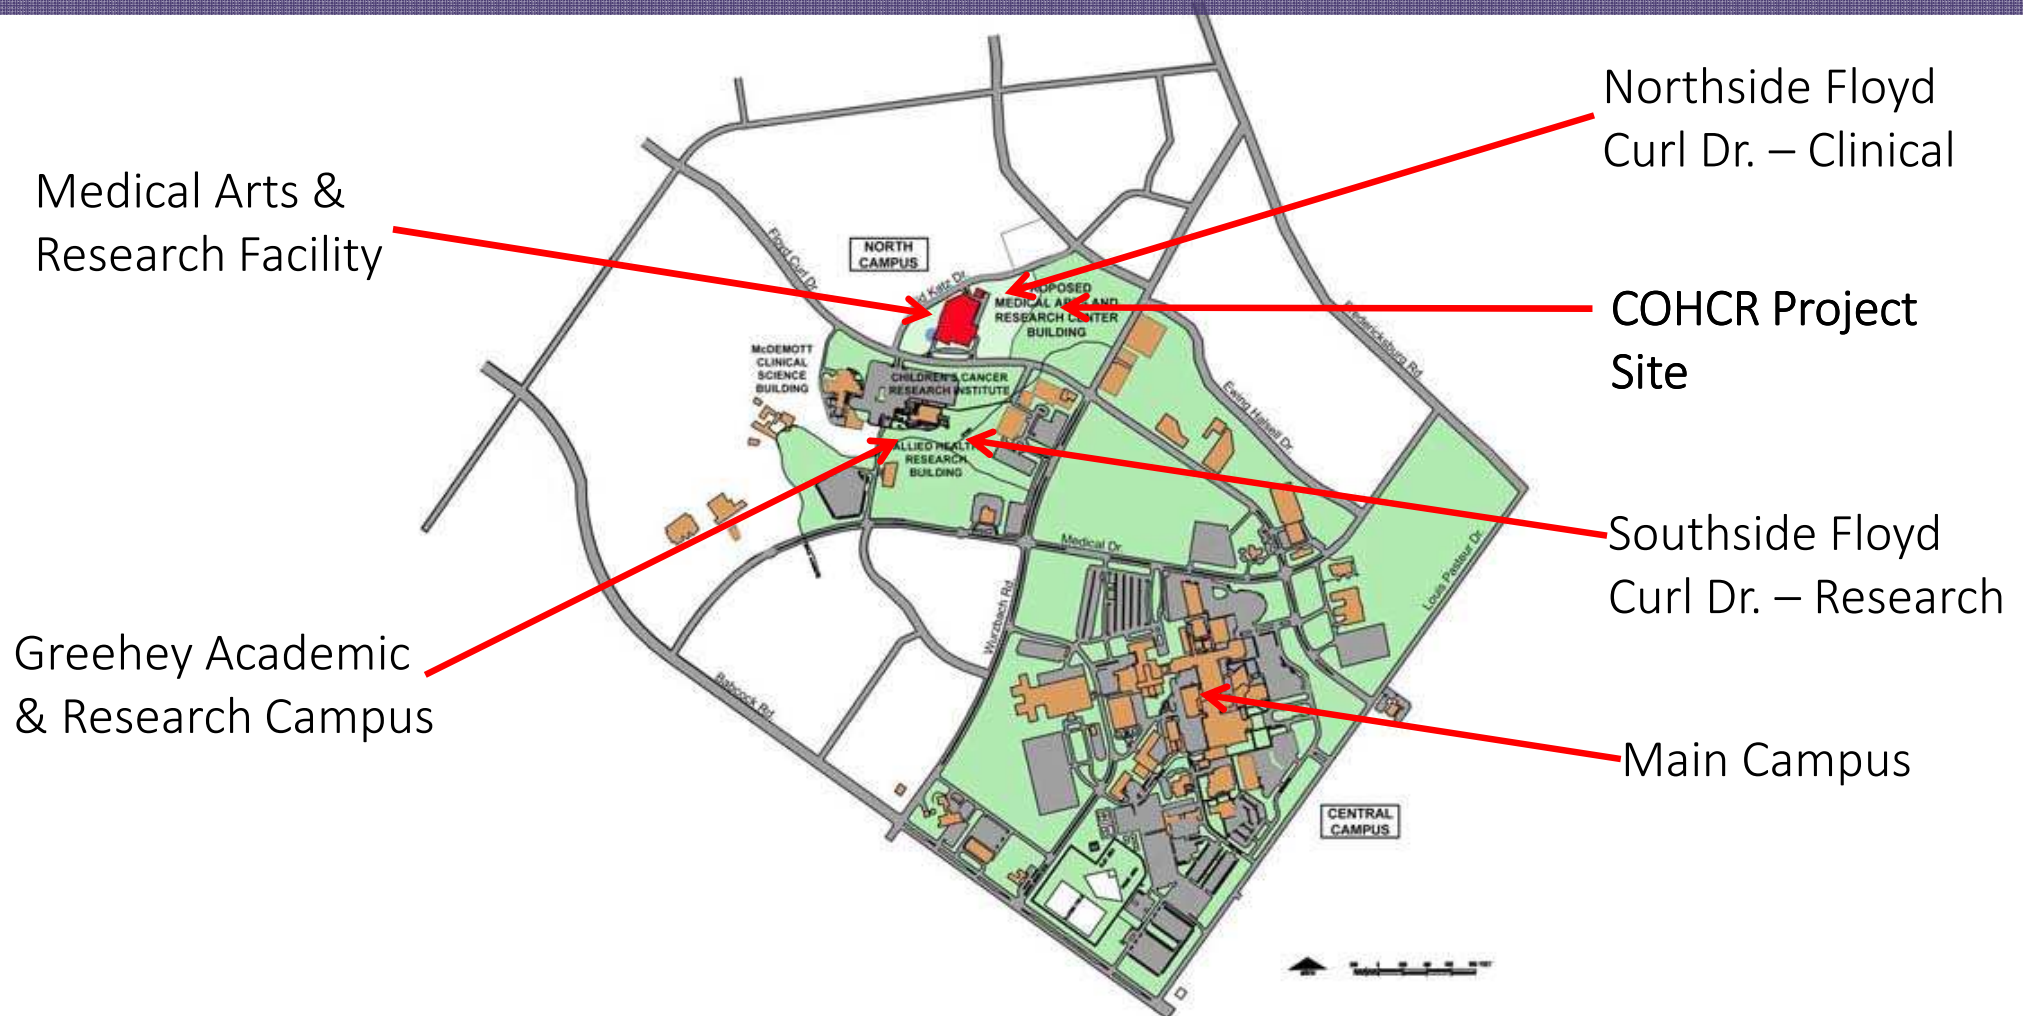 Northside Floyd
Curl Dr. – Clinical
Medical Arts &
Research Facility
NORTH
CAMPUS
Floyd Curl Dr.
Katz Dr.
PROPOSED
MEDICAL ARTS AND
RESEARCH CENTER
BUILDING
COHCR Project
Site
Fredericksburg Rd.
McDEMOTT
CLINICAL
SCIENCE
BUILDING
CHILDREN'S CANCER
RESEARCH INSTITUTE
Ewing Halsell Dr.
ALLIED HEALTH
RESEARCH
BUILDING
Southside Floyd
Curl Dr. – Research
Medical Dr.
Louis Pasteur Dr.
Wurzbach Rd.
Greehey Academic
& Research Campus
Babcock Rd.
Main Campus
CENTRAL
CAMPUS